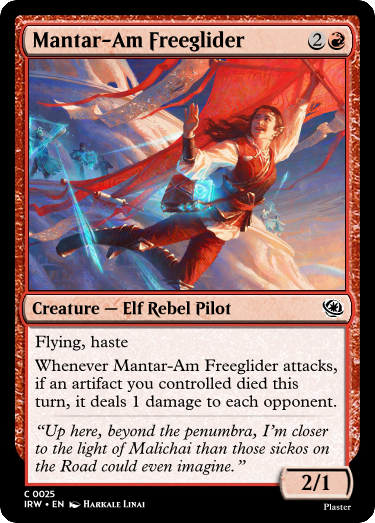 Mantar-Am Freeglider 2
Creature — Elf Rebel Pilot
Flying, haste
Whenever Mantar-Am Freeglider attacks,
if an artifact you controlled died this
turn, it deals 1 damage to each opponent.
“Up here, beyond the penumbra, I’m closer
to the light of Malichai than those sickos
on the Road could even imagine.”
2/1
C 0025
IRW • EN Harkale Linai
Plaster